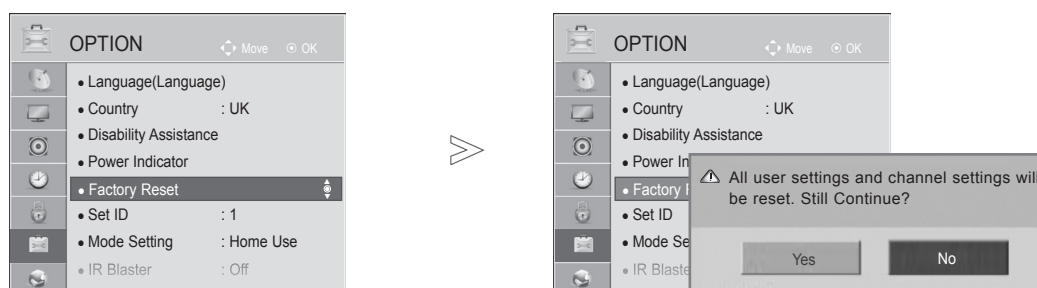 OPTION
Move OK
Language(Language)
Country : UK
Disability Assistance
Power Indicator
Factory Reset
Set ID : 1
Mode Setting : Home Use
IR Blaster : Off
OPTION
Move OK
Language(Language)
Country : UK
Disability Assistance
Power In
Factory R
Set ID
Mode Se
IR Blaste
All user settings and channel settings will
be reset. Still Continue?
Yes
No